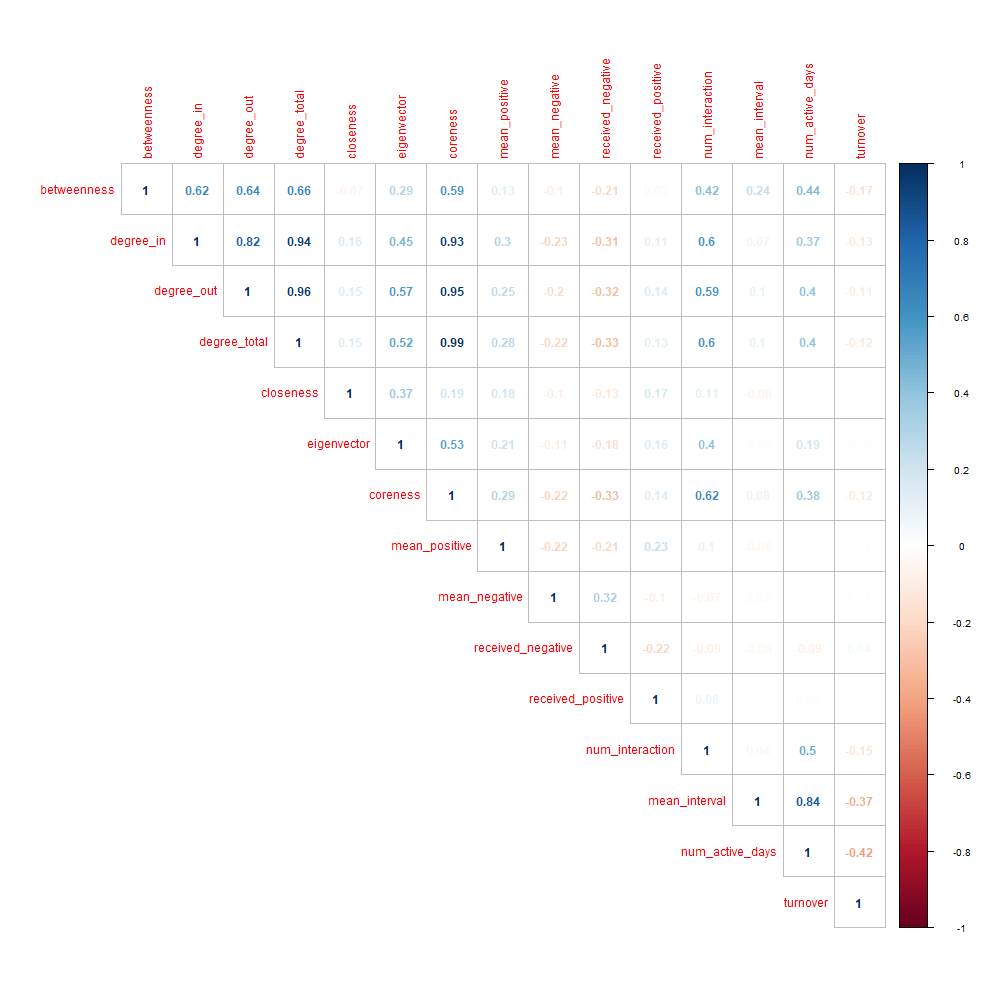 betweenness degree_in degree_out degree_total closeness eigenvector coreness mean_positive mean_negative received_negative received_positive num_interaction mean_interval num_active_days turnover
betweenness 1 0.62 0.64 0.66 -0.07 0.29 0.59 0.13 -0.1 -0.21 0.42 0.24 0.44 -0.17
degree_in 1 0.82 0.94 0.16 0.45 0.93 0.3 -0.23 -0.31 0.11 0.6 0.07 0.37 -0.13
degree_out 1 0.96 0.15 0.57 0.95 0.25 -0.2 -0.32 0.14 0.59 0.1 0.4 -0.11
degree_total 1 0.15 0.52 0.99 0.28 -0.22 -0.33 0.13 0.6 0.1 0.4 -0.12
closeness 1 0.37 0.19 0.18 -0.1 -0.13 0.17 0.11
eigenvector 1 0.53 0.21 -0.11 -0.18 0.16 0.4 0.19
coreness 1 0.29 -0.22 -0.33 0.14 0.62 0.08 0.38 -0.12
mean_positive 1 -0.22 -0.21 0.23 0.1
mean_negative 1 0.32 -0.1 -0.07
received_negative 1 -0.22 -0.09 -0.09
received_positive 1 0.08
num_interaction 1 0.5 -0.15
mean_interval 1 0.84 -0.37
num_active_days 1 -0.42
turnover 1
1
0.8
0.6
0.4
0.2
0
-0.2
-0.4
-0.6
-0.8
-1